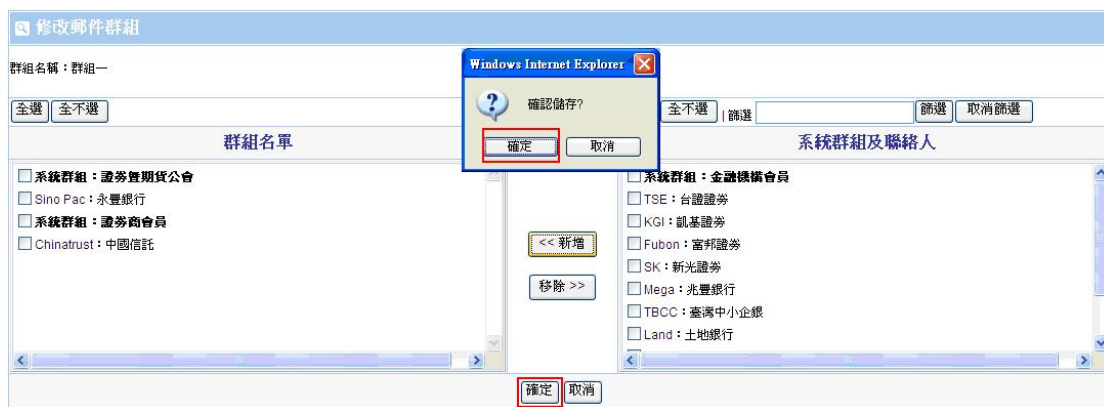 修改郵件群組
群組名稱：群組一
全選 全不選
全不選 | 篩選 篩選 取消篩選
Windows Internet Explorer
確認儲存?
確定 取消
群組名單
系統群組及聯絡人
系統群組：證券暨期貨公會
Sino Pac：永豐銀行
系統群組：證券商會員
Chinatrust：中國信託
<< 新增
移除 >>
系統群組：金融機構會員
TSE：台證證券
KGI：凱基證券
Fubon：富邦證券
SK：新光證券
Mega：兆豐銀行
TBCC：臺灣中小企銀
Land：土地銀行
確定 取消